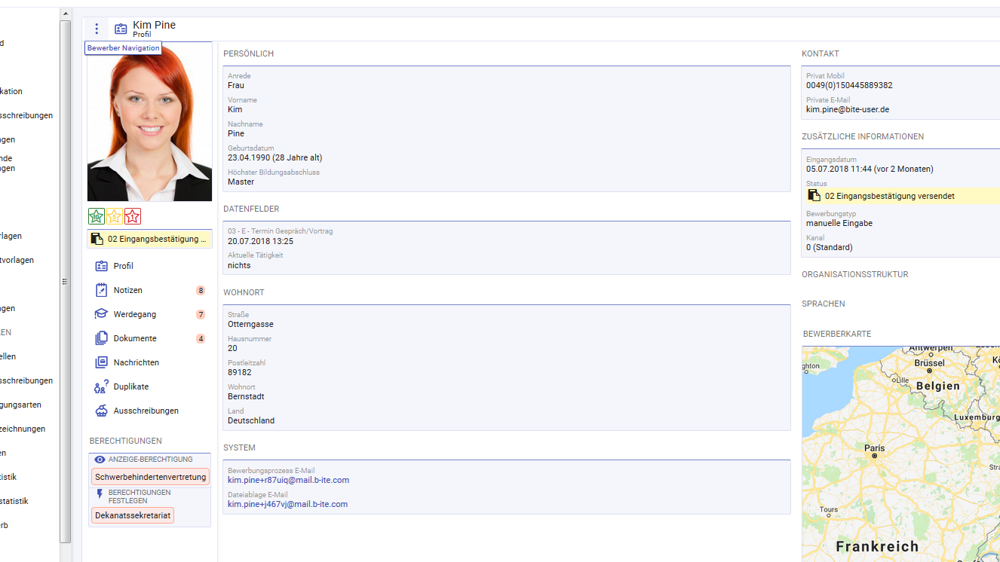 d
kation
sschreibungen
gen
nde
gen
rlagen
tvorlagen
gen
EN
ellen
sschreibungen
gungsarten
zeichnungen
en
istik
statistik
rb
Kim Pine
Profil
Bewerber Navigation
10
2
1
02 Eingangsbestätigung ...
Profil
Notizen 8
Werdegang 7
Dokumente 4
Nachrichten
Duplikate
Ausschreibungen
BERECHTIGUNGEN
ANZEIGE-BERECHTIGUNG
Schwerbehindertenvertretung
BERECHTIGUNGEN
FESTLEGEN
Dekanatssekretariat
PERSÖNLICH
Anrede
Frau
Vorname
Kim
Nachname
Pine
Geburtsdatum
23.04.1990 (28 Jahre alt)
Höchster Bildungsabschluss
Master
DATENFELDER
03 - E - Termin Gespräch/Vortrag
20.07.2018 13:25
Aktuelle Tätigkeit
nichts
WOHNORT
Straße
Otterngasse
Hausnummer
20
Postleitzahl
89182
Wohnort
Bernstadt
Land
Deutschland
SYSTEM
Bewerbungsprozess E-Mail
kim.pine+r87uiq@mail.b-ite.com
Dateiablage E-Mail
kim.pine+j467vj@mail.b-ite.com
KONTAKT
Privat Mobil
0049(0)150445889382
Private E-Mail
kim.pine@bite-user.de
ZUSÄTZLICHE INFORMATIONEN
Eingangsdatum
05.07.2018 11:44 (vor 2 Monaten)
Status
02 Eingangsbestätigung versendet
Bewerbungstyp
manuelle Eingabe
Kanal
0 (Standard)
ORGANISATIONSSTRUKTUR
SPRACHEN
BEWERBERKARTE
Antwerpen
ghton
Brüssel
Kö
Lille
Belgien
Luxemburg
Paris
Stra
Tours
Frankreich